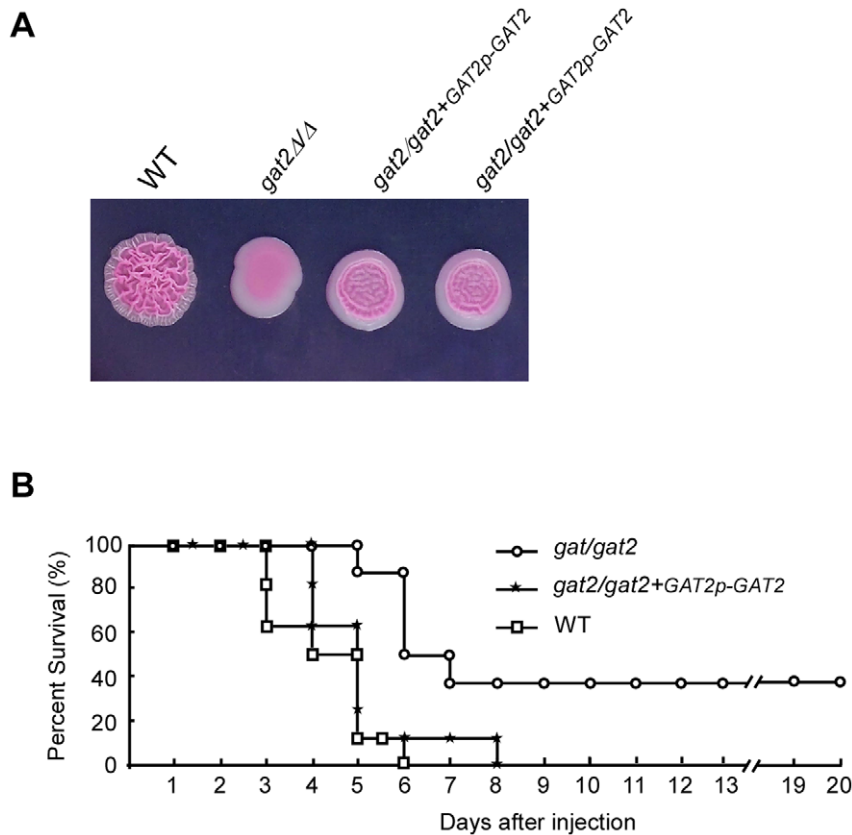 A
WT
gat2Δ/Δ
gat2/gat2+GAT2p-GAT2
gat2/gat2+GAT2p-GAT2
B
Percent Survival (%)
100
80
60
40
20
0
gat/gat2
gat2/gat2+GAT2p-GAT2
WT
1 2 3 4 5 6 7 8 9 10 11 12 13 19 20
Days after injection